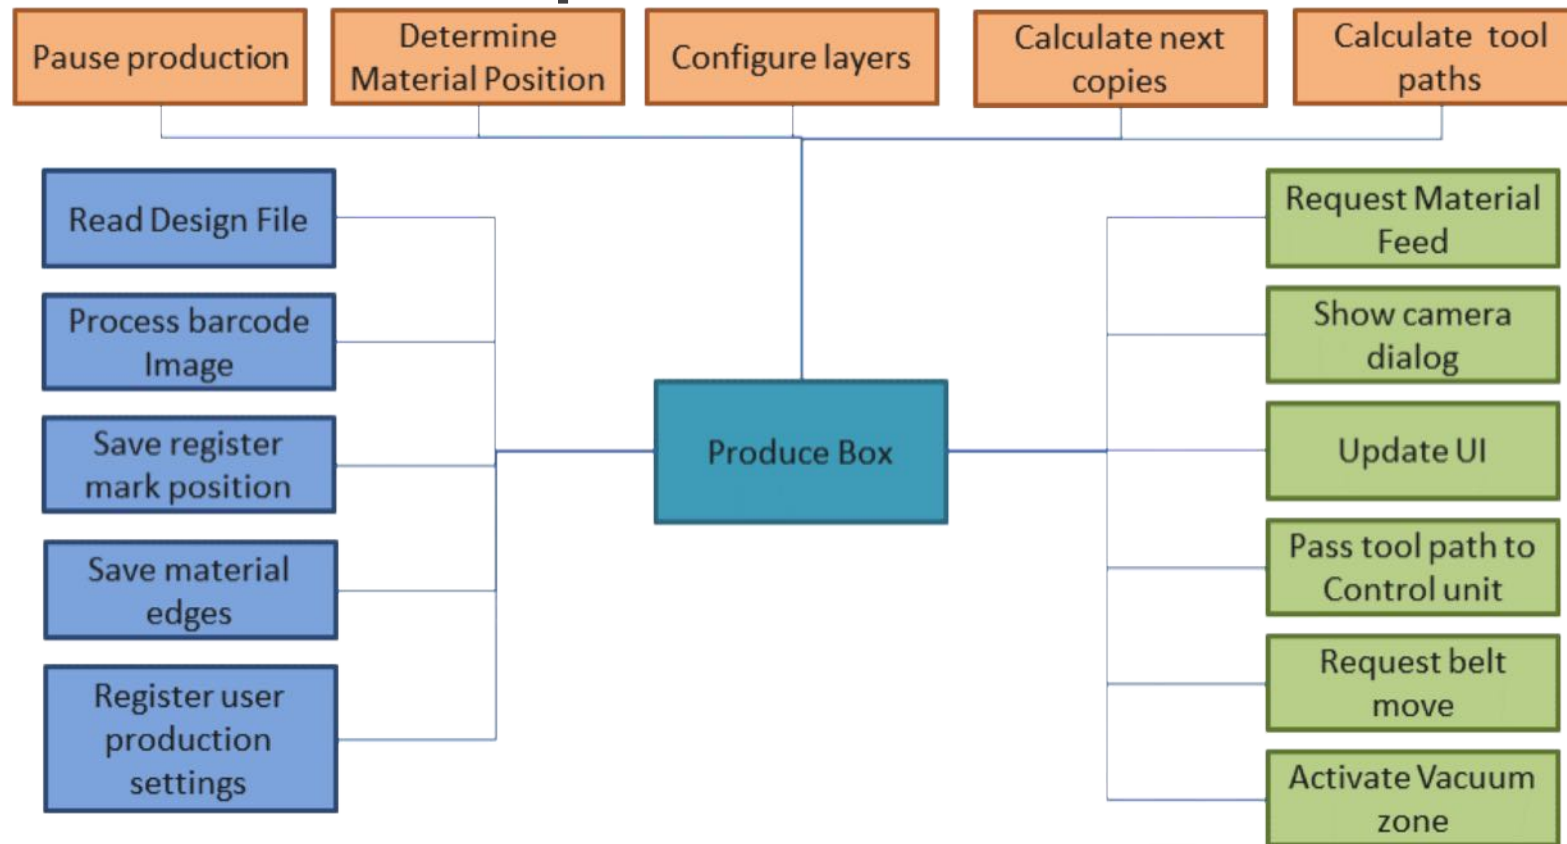 Pause production
Determine
Material Position
Configure layers
Calculate next
copies
Calculate tool
paths
Read Design File
Process barcode
Image
Save register
mark position
Save material
edges
Register user
production
settings
Produce Box
Request Material
Feed
Show camera
dialog
Update UI
Pass tool path to
Control unit
Request belt
move
Activate Vacuum
zone